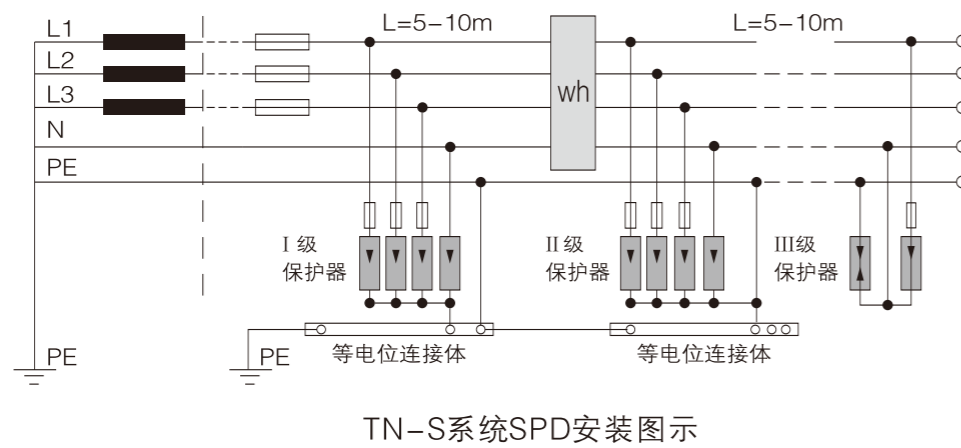 L1
L=5-10m
L=5-10m
L2
L3
wh
N
PE
I 级
保护器
II 级
保护器
III级
保护器
PE
PE
等电位连接体
等电位连接体
TN-S系统SPD安装图示